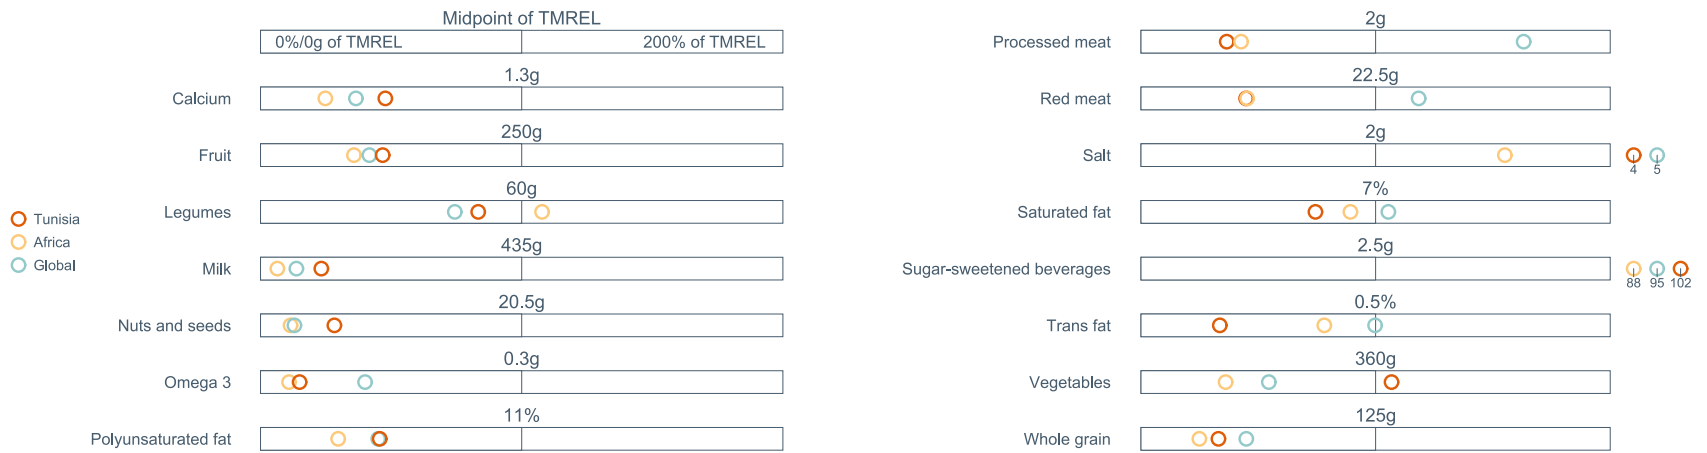 Midpoint of TMREL
0%/0g of TMREL
200% of TMREL
1.3g
Calcium
250g
Fruit
60g
Legumes
435g
Milk
20.5g
Nuts and seeds
0.3g
Omega 3
11%
Polyunsaturated fat
Tunisia
Africa
Global
2g
Processed meat
22.5g
Red meat
2g
Salt
4 5
7%
Saturated fat
2.5g
Sugar-sweetened beverages
88 95 102
0.5%
Trans fat
360g
Vegetables
125g
Whole grain